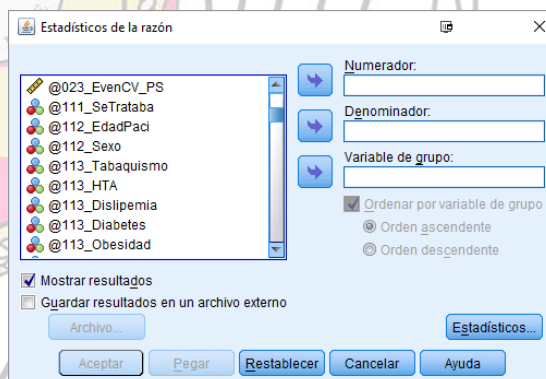 Estadísticos de la razón
@023_EvenCV_PS
@111_SeTrataba
@112_EdadPaci
@112_Sexo
@113_Tabaquismo
@113_HTA
@113_Dislipemia
@113_Diabetes
@113_Obesidad
Numerador:
Denominador:
Variable de grupo:
Ordenar por variable de grupo
Orden ascendente
Orden descendente
Mostrar resultados
Guardar resultados en un archivo externo
Archivo... Estadísticos...
Aceptar Pegar Restablecer Cancelar Ayuda